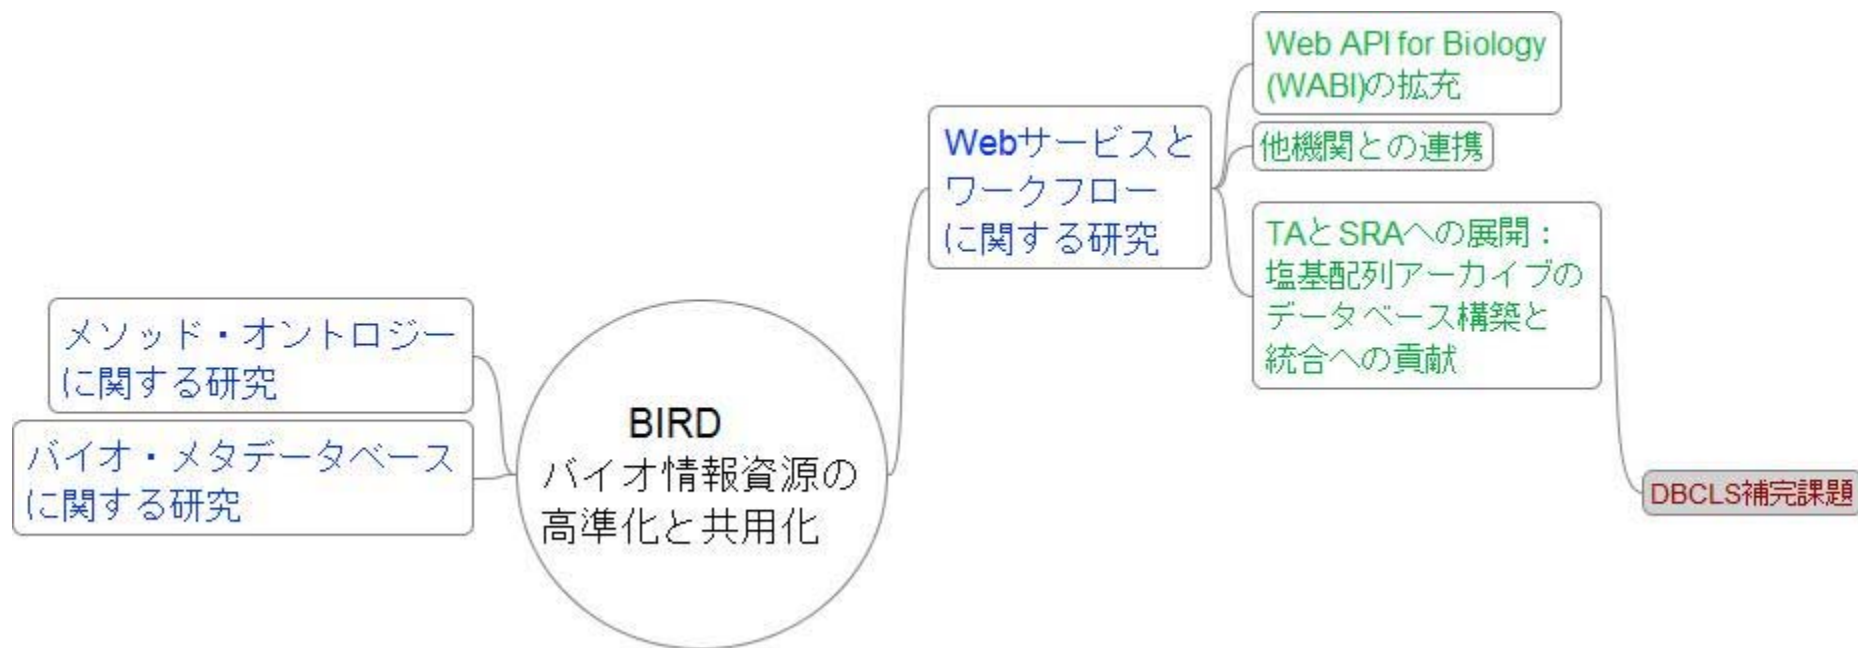 メソッド・オントロジー
に関する研究
バイオ・メタデータベース
に関する研究
BIRD
バイオ情報資源の
高準化と共用化
Webサービスと
ワークフロー
に関する研究
Web API for Biology
(WABI)の拡充
他機関との連携
TAとSRAへの展開：
塩基配列アーカイブの
データベース構築と
統合への貢献
DBCLS補完課題